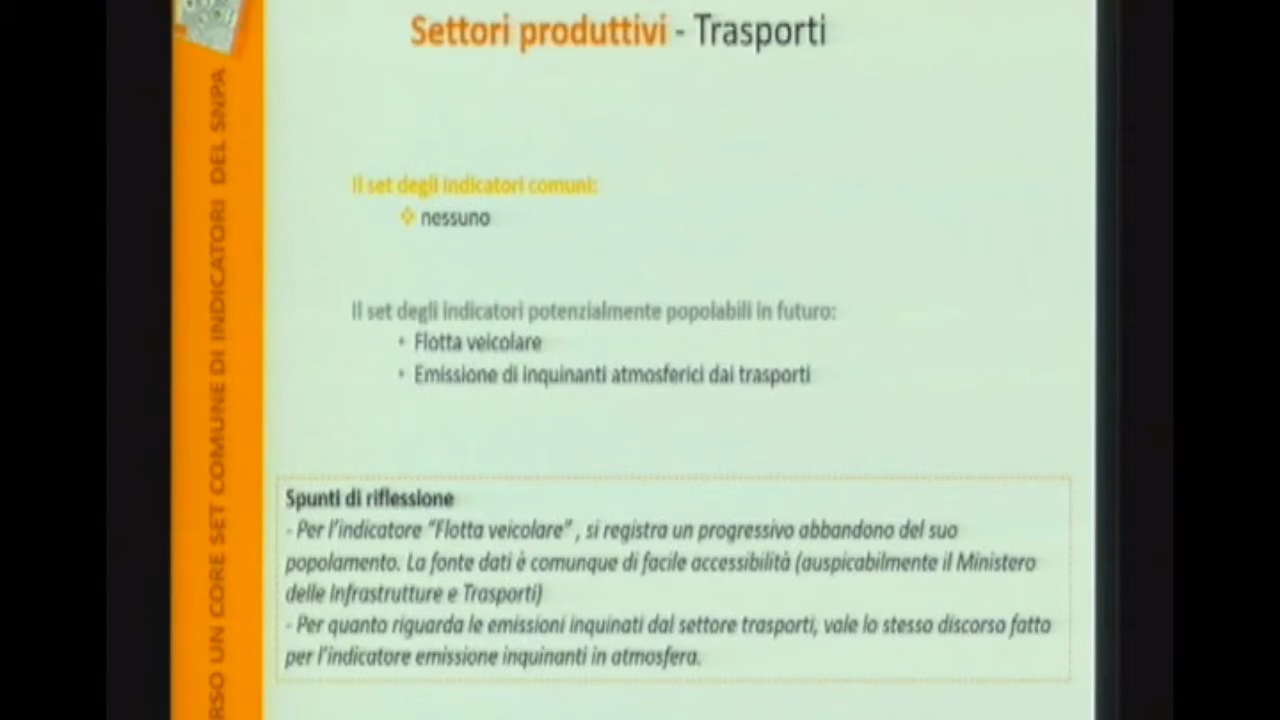 Settori produttivi - Trasporti
Il set degli indicatori comuni:
nessuno
Il set degli indicatori potenzialmente popolabili in futuro:
• Flotta veicolare
• Emissione di inquinanti atmosferici dai trasporti
Spunti di riflessione
- Per l'indicatore "Flotta veicolare" , si registra un progressivo abbandono del suo
popolamento. La fonte dati è comunque di facile accessibilità (auspicabilmente il Ministero
delle Infrastrutture e Trasporti)
- Per quanto riguarda le emissioni inquinati dal settore trasporti, vale lo stesso discorso fatto
per l'indicatore emissione inquinanti in atmosfera.
RSO UN CORE SET COMUNE DI INDICATORI DEL SNPA